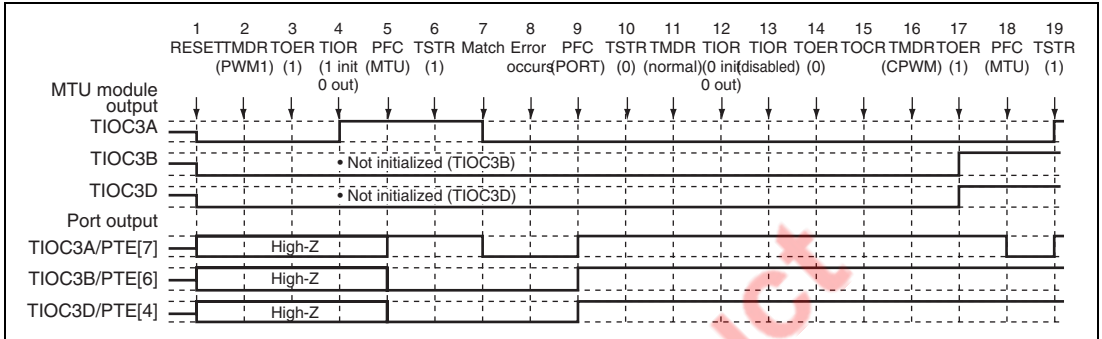 1 2 3 4 5 6 7 8 9 10 11 12 13 14 15 16 17 18 19
RESET TMDR TOER TIOR PFC TSTR Match Error PFC TSTR TMDR TIOR TIOR TOER TOCR TMDR TOER PFC TSTR
(PWM1) (1) (1 init (MTU) (1) occurs (PORT) (0) (normal) (0 init (disabled) (0) (CPWM) (1) (MTU) (1)
0 out) 0 out)
MTU module
output
TIOC3A
TIOC3B • Not initialized (TIOC3B)
TIOC3D • Not initialized (TIOC3D)
Port output
TIOC3A/PTE[7] High-Z
TIOC3B/PTE[6] High-Z
TIOC3D/PTE[4] High-Z
uct